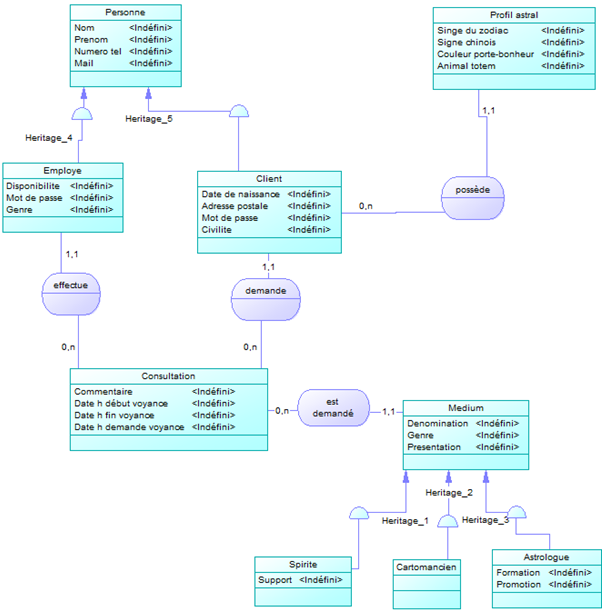 Personne
Nom <Indéfini>
Prenom <Indéfini>
Numero tel <Indéfini>
Mail <Indéfini>
Profil astral
Singe du zodiac <Indéfini>
Signe chinois <Indéfini>
Couleur porte-bonheur <Indéfini>
Animal totem <Indéfini>
1,1
Heritage_5
Heritage_4
Employe
Disponibilite <Indéfini>
Mot de passe <Indéfini>
Genre <Indéfini>
Client
Date de naissance <Indéfini>
Adresse postale <Indéfini>
Mot de passe <Indéfini>
Civilite <Indéfini>
possède
0,n
1,1
1,1
effectue
demande
0,n
0,n
Consultation
Commentaire <Indéfini>
Date h début voyance <Indéfini>
Date h fin voyance <Indéfini>
Date h demande voyance <Indéfini>
0,n
est
demandé
1,1
Medium
Denomination <Indéfini>
Genre <Indéfini>
Presentation <Indéfini>
Heritage_2
Heritage_1
Heritage_3
Spirite
Support <Indéfini>
Cartomancien
Astrologue
Formation <Indéfini>
Promotion <Indéfini>